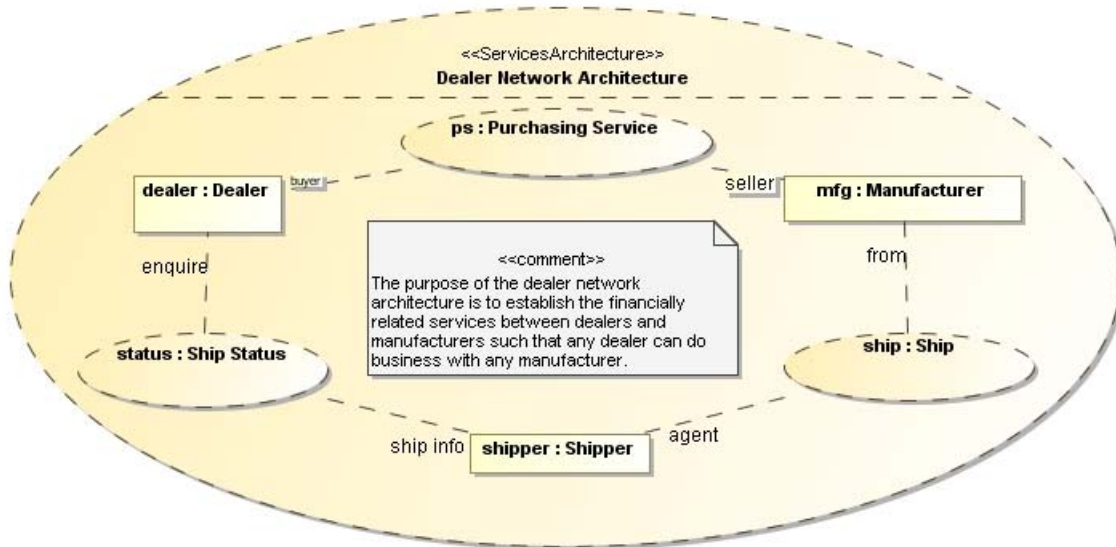 <<ServicesArchitecture>>
Dealer Network Architecture
ps : Purchasing Service
dealer : Dealer
buyer
seller
mfg : Manufacturer
enquire
from
<<comment>>
The purpose of the dealer network
architecture is to establish the financially
related services between dealers and
manufacturers such that any dealer can do
business with any manufacturer.
status : Ship Status
ship : Ship
ship info
shipper : Shipper
agent